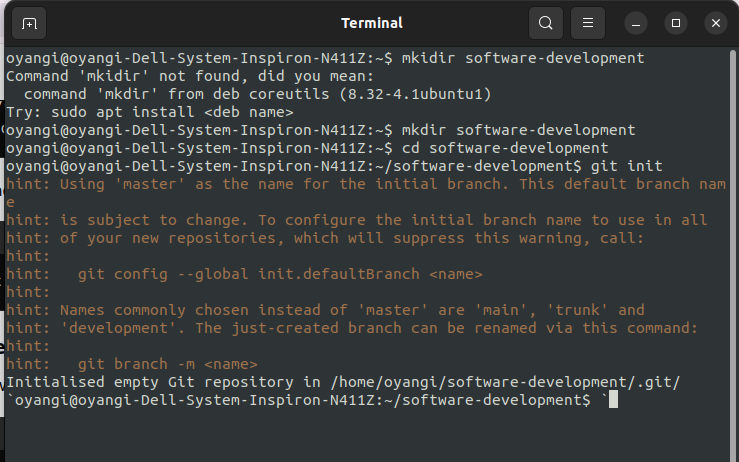 Terminal
oyangi@oyangi-Dell-System-Inspiron-N411Z:~$ mkidir software-development
Command 'mkidir' not found, did you mean:
  command 'mkdir' from deb coreutils (8.32-4.1ubuntu1)
Try: sudo apt install <deb name>
oyangi@oyangi-Dell-System-Inspiron-N411Z:~$ mkdir software-development
oyangi@oyangi-Dell-System-Inspiron-N411Z:~$ cd software-development
oyangi@oyangi-Dell-System-Inspiron-N411Z:~/software-development$ git init
hint: Using 'master' as the name for the initial branch. This default branch nam
e
hint: is subject to change. To configure the initial branch name to use in all
hint: of your new repositories, which will suppress this warning, call:
hint:
hint:   git config --global init.defaultBranch <name>
hint:
hint: Names commonly chosen instead of 'master' are 'main', 'trunk' and
hint: 'development'. The just-created branch can be renamed via this command:
hint:
hint:   git branch -m <name>
Initialised empty Git repository in /home/oyangi/software-development/.git/
`oyangi@oyangi-Dell-System-Inspiron-N411Z:~/software-development$ `